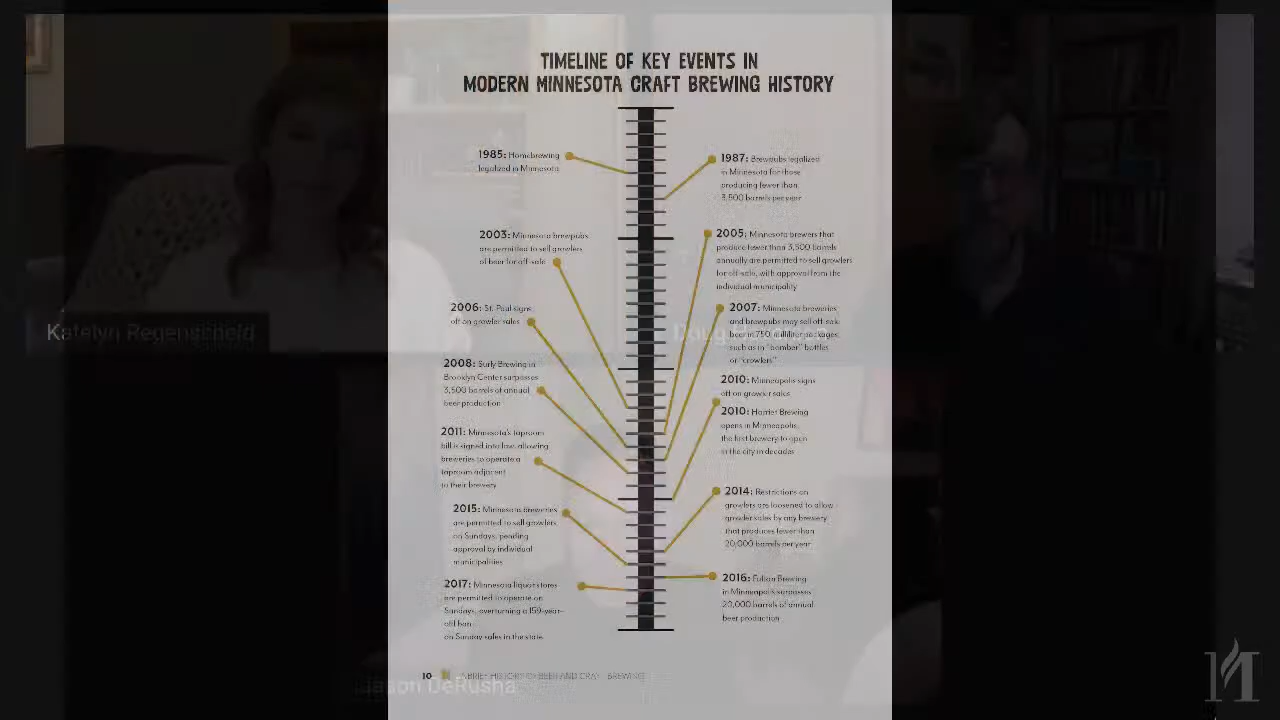 TIMELINE OF KEY EVENTS IN
MODERN MINNESOTA CRAFT BREWING HISTORY
1985: Homebrewing
legalized in Minnesota
1987: Brewpubs legalized
in Minnesota for those
producing fewer than
3,500 barrels per year
2003: Minnesota brewpubs
are permitted to sell growlers
of beer for off-sale
2005: Minnesota brewers that
produce fewer than 3,500 barrels
annually are permitted to sell growlers
for off-sale, with approval from the
individual municipality
2006: St. Paul signs
off on growler sales
2007: Minnesota breweries
and brewpubs may sell off-sale
beer in 750 milliliter packages,
such as in "bomber" bottles
or "crowlers"
2008: Surly Brewing in
Brooklyn Center surpasses
3,500 barrels of annual
beer production
2010: Minneapolis signs
off on growler sales
2010: Harriet Brewing
opens in Minneapolis,
the first brewery to open
in the city in decades
2011: Minnesota's taproom
bill is signed into law, allowing
breweries to operate a
taproom adjacent
to their brewery
2014: Restrictions on
growlers are loosened to allow
growler sales by any brewery
that produces fewer than
20,000 barrels per year
2015: Minnesota breweries
are permitted to sell growlers
on Sundays, pending
approval by individual
municipalities
2016: Fulton Brewing
in Minneapolis surpasses
20,000 barrels of annual
beer production
2017: Minnesota liquor stores
are permitted to operate on
Sundays, overturning a 159-year-
old ban
on Sunday sales in the state
10 A BRIEF HISTORY OF BEER AND CRAFT BREWING
Katelyn Regenscheid
Doug
Jason DeRusha
M